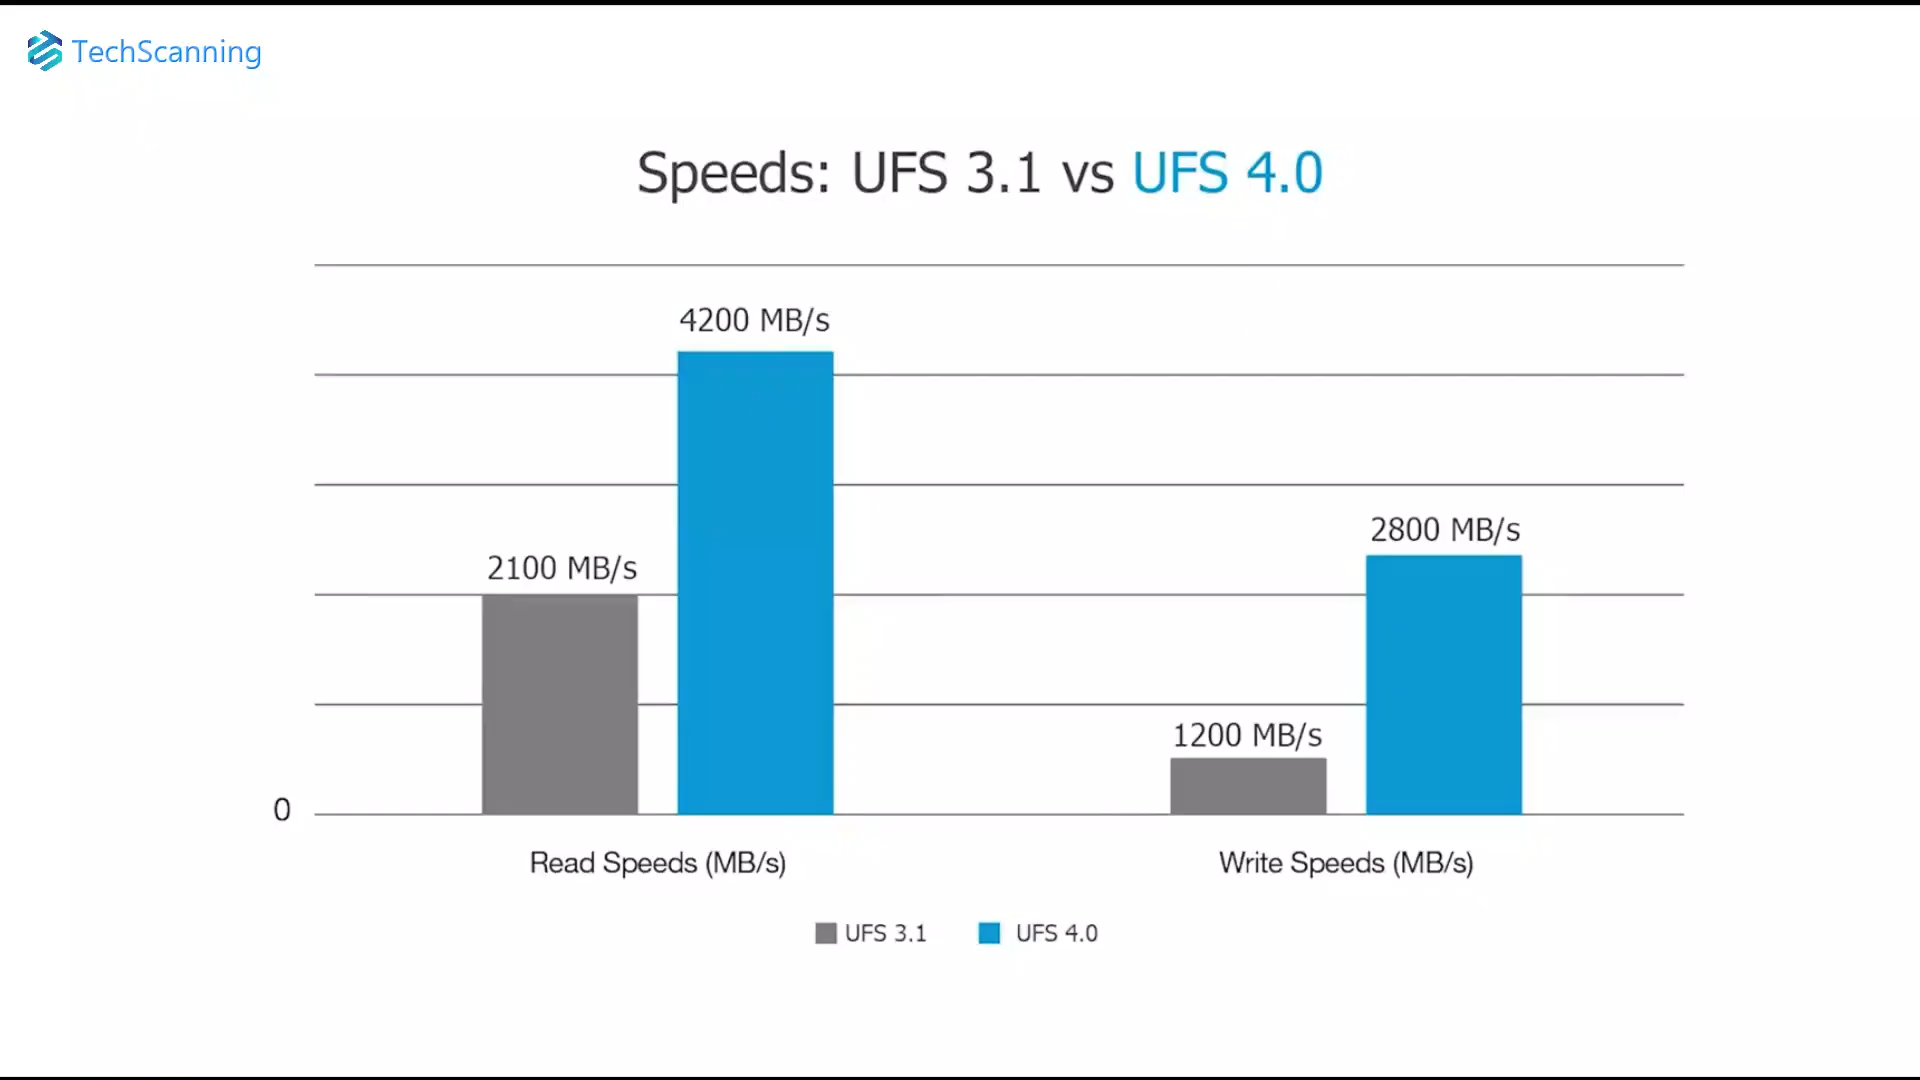 TechScanning
Speeds: UFS 3.1 vs UFS 4.0
4200 MB/s
2100 MB/s
2800 MB/s
1200 MB/s
0
Read Speeds (MB/s)
Write Speeds (MB/s)
UFS 3.1
UFS 4.0